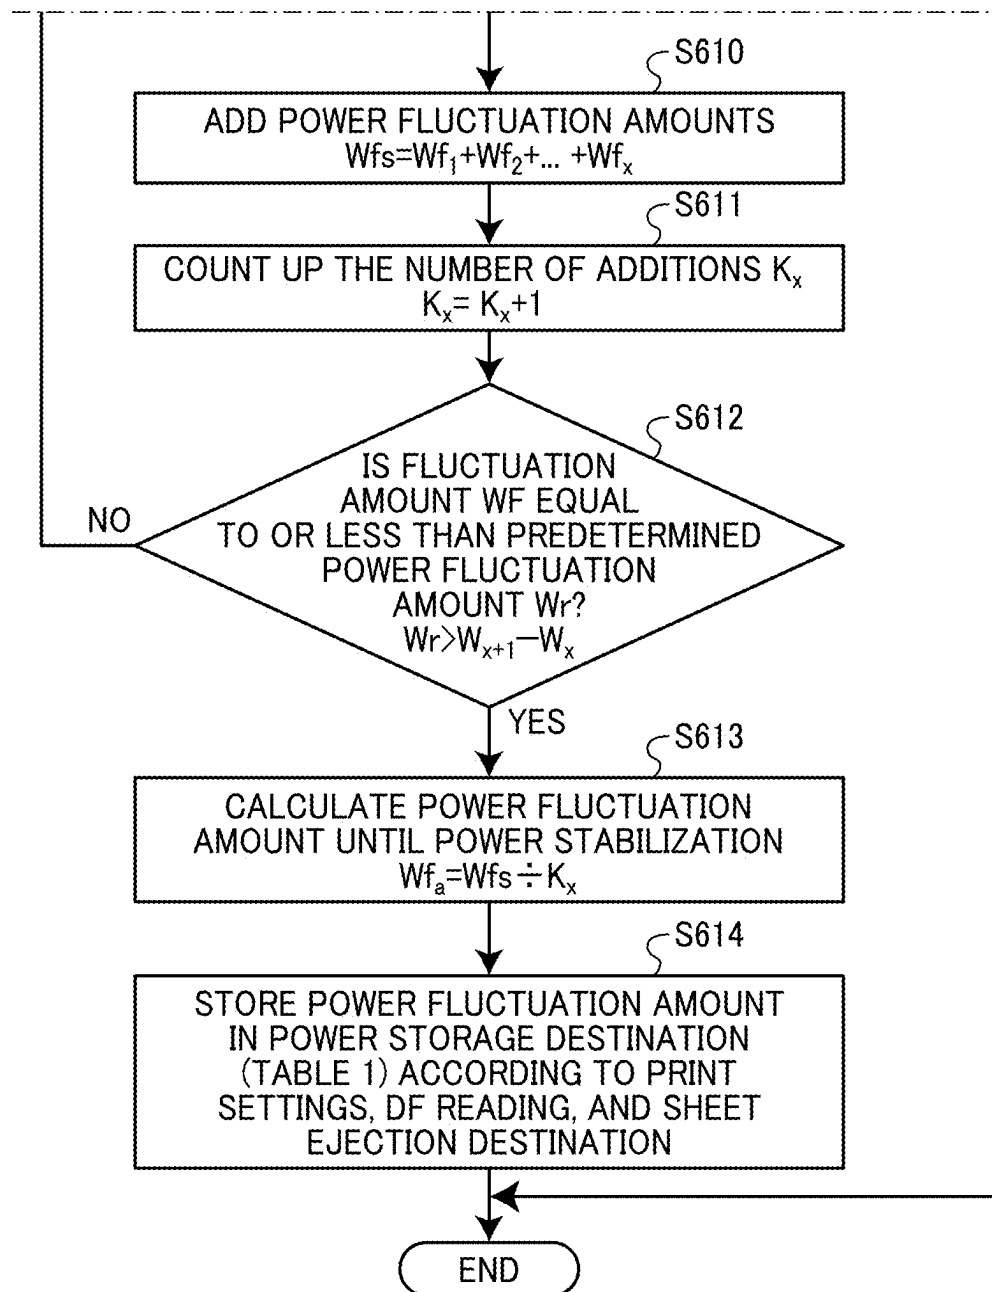 S610
ADD POWER FLUCTUATION AMOUNTS
Wfs=Wf₁+Wf₂+... +Wfₓ
S611
COUNT UP THE NUMBER OF ADDITIONS Kₓ
Kₓ= Kₓ+1
S612
IS FLUCTUATION
AMOUNT WF EQUAL
TO OR LESS THAN PREDETERMINED
POWER FLUCTUATION
AMOUNT Wr?
Wr>Wₓ₊₁−Wₓ
NO
YES
S613
CALCULATE POWER FLUCTUATION
AMOUNT UNTIL POWER STABILIZATION
Wfₐ=Wfs÷Kₓ
S614
STORE POWER FLUCTUATION AMOUNT
IN POWER STORAGE DESTINATION
(TABLE 1) ACCORDING TO PRINT
SETTINGS, DF READING, AND SHEET
EJECTION DESTINATION
END